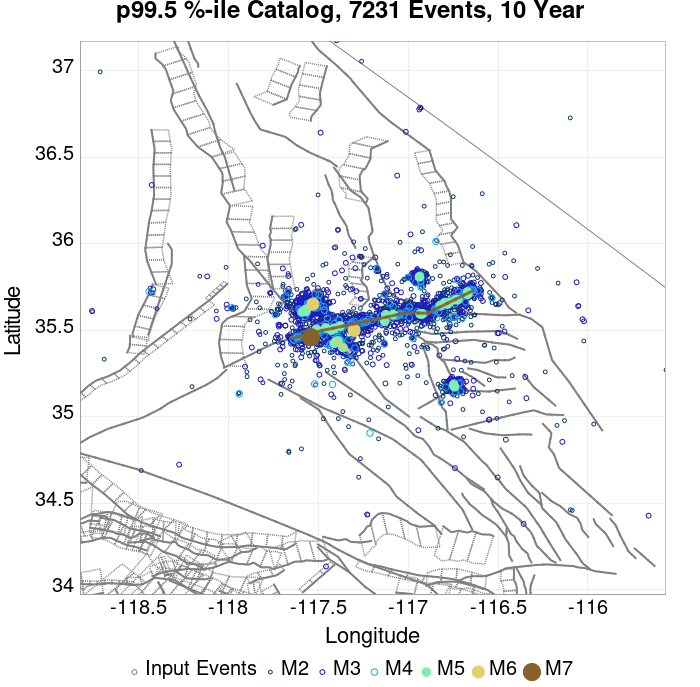 p99.5 %-ile Catalog, 7231 Events, 10 Year
37
36.5
36
35.5
35
34.5
34
Latitude
-118.5 -118 -117.5 -117 -116.5 -116
Longitude
Input Events M2 M3 M4 M5 M6 M7